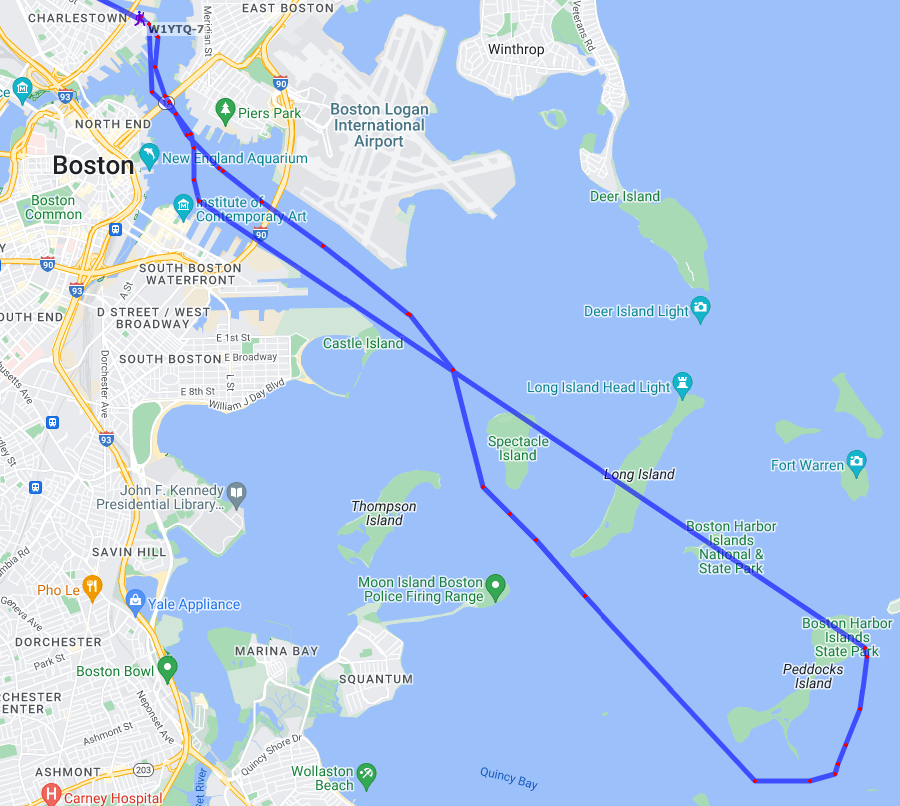 CHARLESTOWN
W1YTQ-7
Meridian St
EAST BOSTON
Winthrop
Veterans Rd
ce
93
90
Piers Park
Boston Logan
International
Airport
NORTH END
Boston
New England Aquarium
Boston
Common
Institute of
Contemporary Art
Deer Island
90
90
SOUTH BOSTON
WATERFRONT
93
A St
OUTH END
D STREET / WEST
BROADWAY
Deer Island Light
E 1st St
Castle Island
SOUTH BOSTON
E Broadway
Dorchester Ave
L St
E 8th St
William J Day Blvd
Long Island Head Light
93
Spectacle
Island
Long Island
Fort Warren
John F. Kennedy
Presidential Library...
Thompson
Island
Boston Harbor
Islands
National &
State Park
SAVIN HILL
Moon Island Boston
Police Firing Range
Pho Le
Yale Appliance
Geneva Ave
DORCHESTER
Park St
Boston Harbor
Islands
State Park
MARINA BAY
Boston Bowl
SQUANTUM
Peddocks
Island
RCHESTER
ENTER
Neponset Ave
Ashmont St
Quincy Shore Dr
ASHMONT
203
Wollaston
Beach
Quincy Bay
Carney Hospital